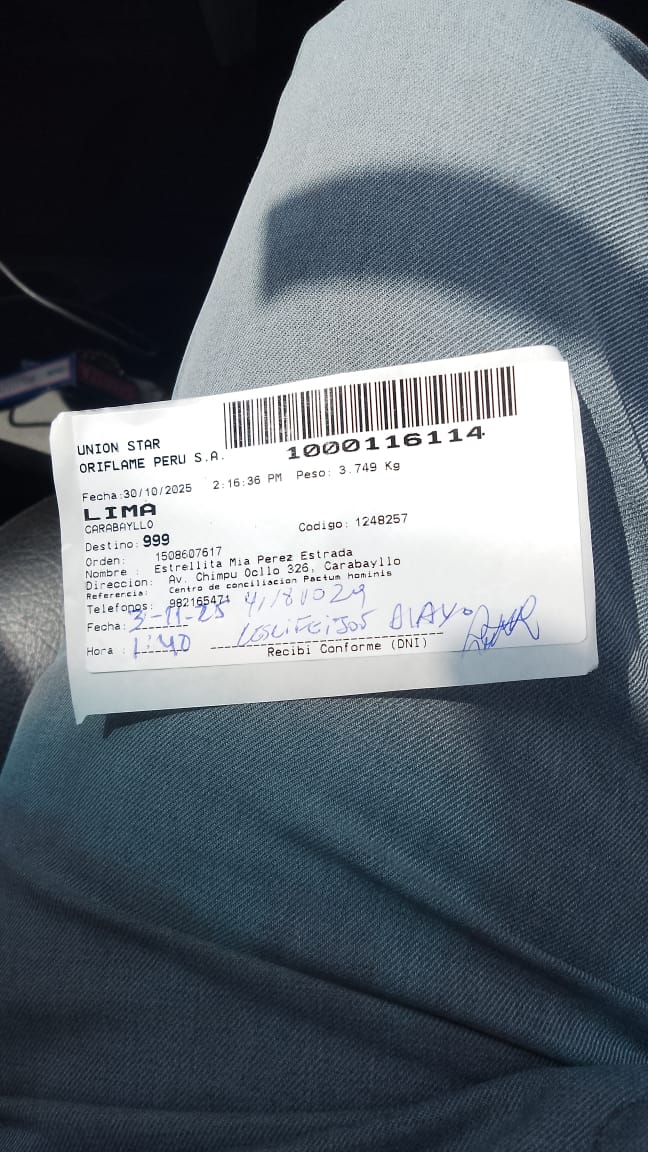 UNION STAR
ORIFLAME PERU S.A.
1000116114
Fecha:30/10/2025 2:16:36 PM Peso: 3.749 Kg
LIMA
CARABAYLLO
Destino: 999 Codigo: 1248257
Orden: 1508607617
Nombre : Estrellita Mia Perez Estrada
Direccion: Av. Chimpu Ocllo 326, Carabayllo
Referencia: Centro de conciliacion Pactum hominis
Telefonos: 982165471
Fecha: 3-11-25
Hora : 1:40
Recibi Conforme (DNI)